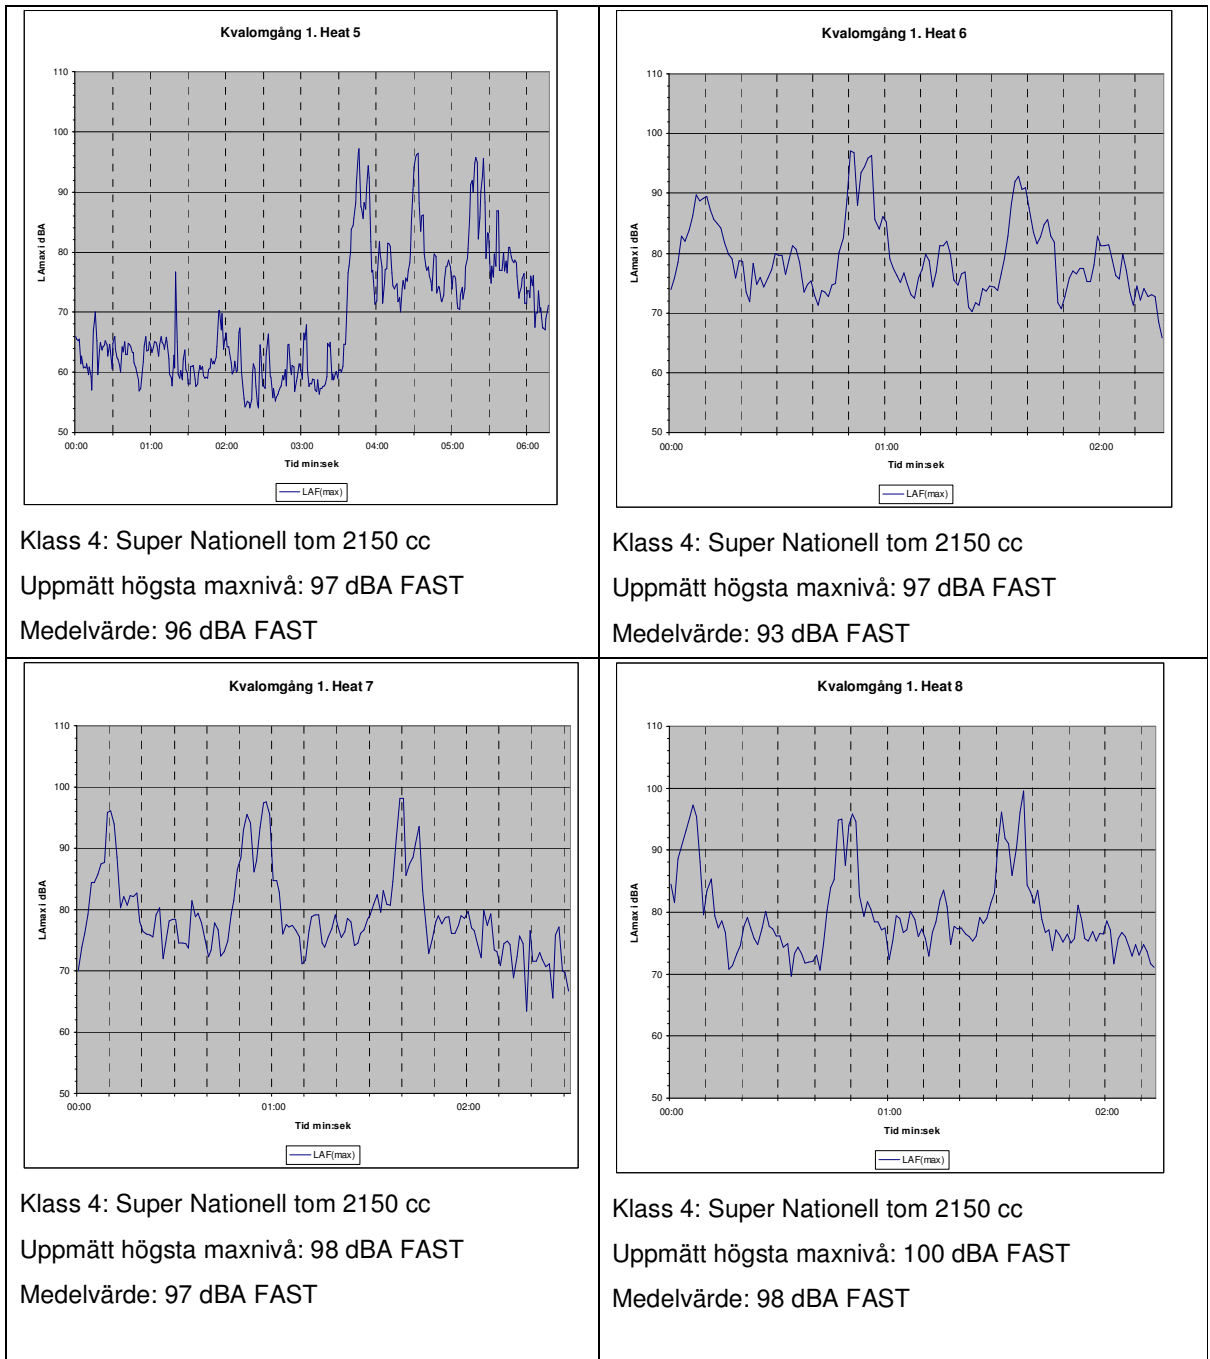 Kvalomgång 1. Heat 5
110
100
90
80
70
60
50
LAmax i dBA
00:00 01:00 02:00 03:00 04:00 05:00 06:00
Tid min:sek
LAF(max)
Klass 4: Super Nationell tom 2150 cc
Uppmätt högsta maxnivå: 97 dBA FAST
Medelvärde: 96 dBA FAST
Kvalomgång 1. Heat 6
110
100
90
80
70
60
50
LAmax i dBA
00:00 01:00 02:00
Tid min:sek
LAF(max)
Klass 4: Super Nationell tom 2150 cc
Uppmätt högsta maxnivå: 97 dBA FAST
Medelvärde: 93 dBA FAST
Kvalomgång 1. Heat 7
110
100
90
80
70
60
50
LAmax i dBA
00:00 01:00 02:00
Tid min:sek
LAF(max)
Klass 4: Super Nationell tom 2150 cc
Uppmätt högsta maxnivå: 98 dBA FAST
Medelvärde: 97 dBA FAST
Kvalomgång 1. Heat 8
110
100
90
80
70
60
50
LAmax i dBA
00:00 01:00 02:00
Tid min:sek
LAF(max)
Klass 4: Super Nationell tom 2150 cc
Uppmätt högsta maxnivå: 100 dBA FAST
Medelvärde: 98 dBA FAST